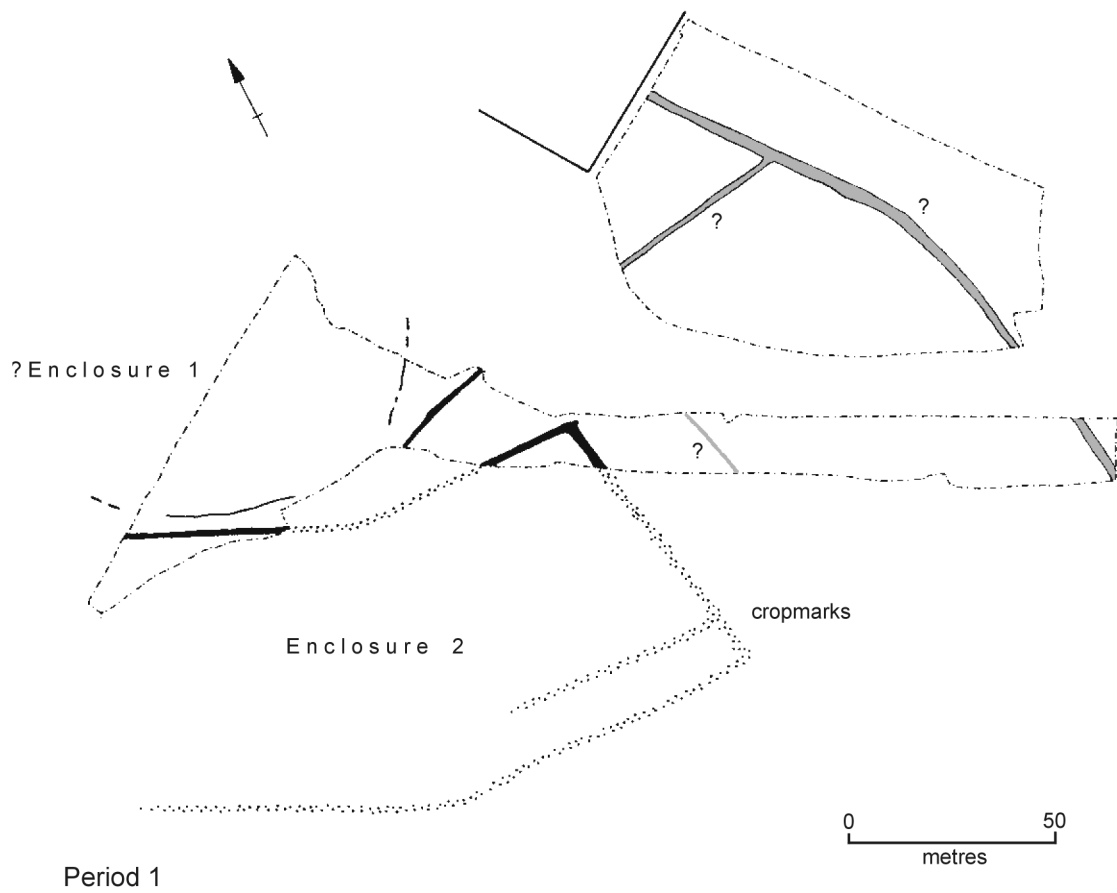 ?
?
?Enclosure 1
?
cropmarks
Enclosure 2
0 50
metres
Period 1